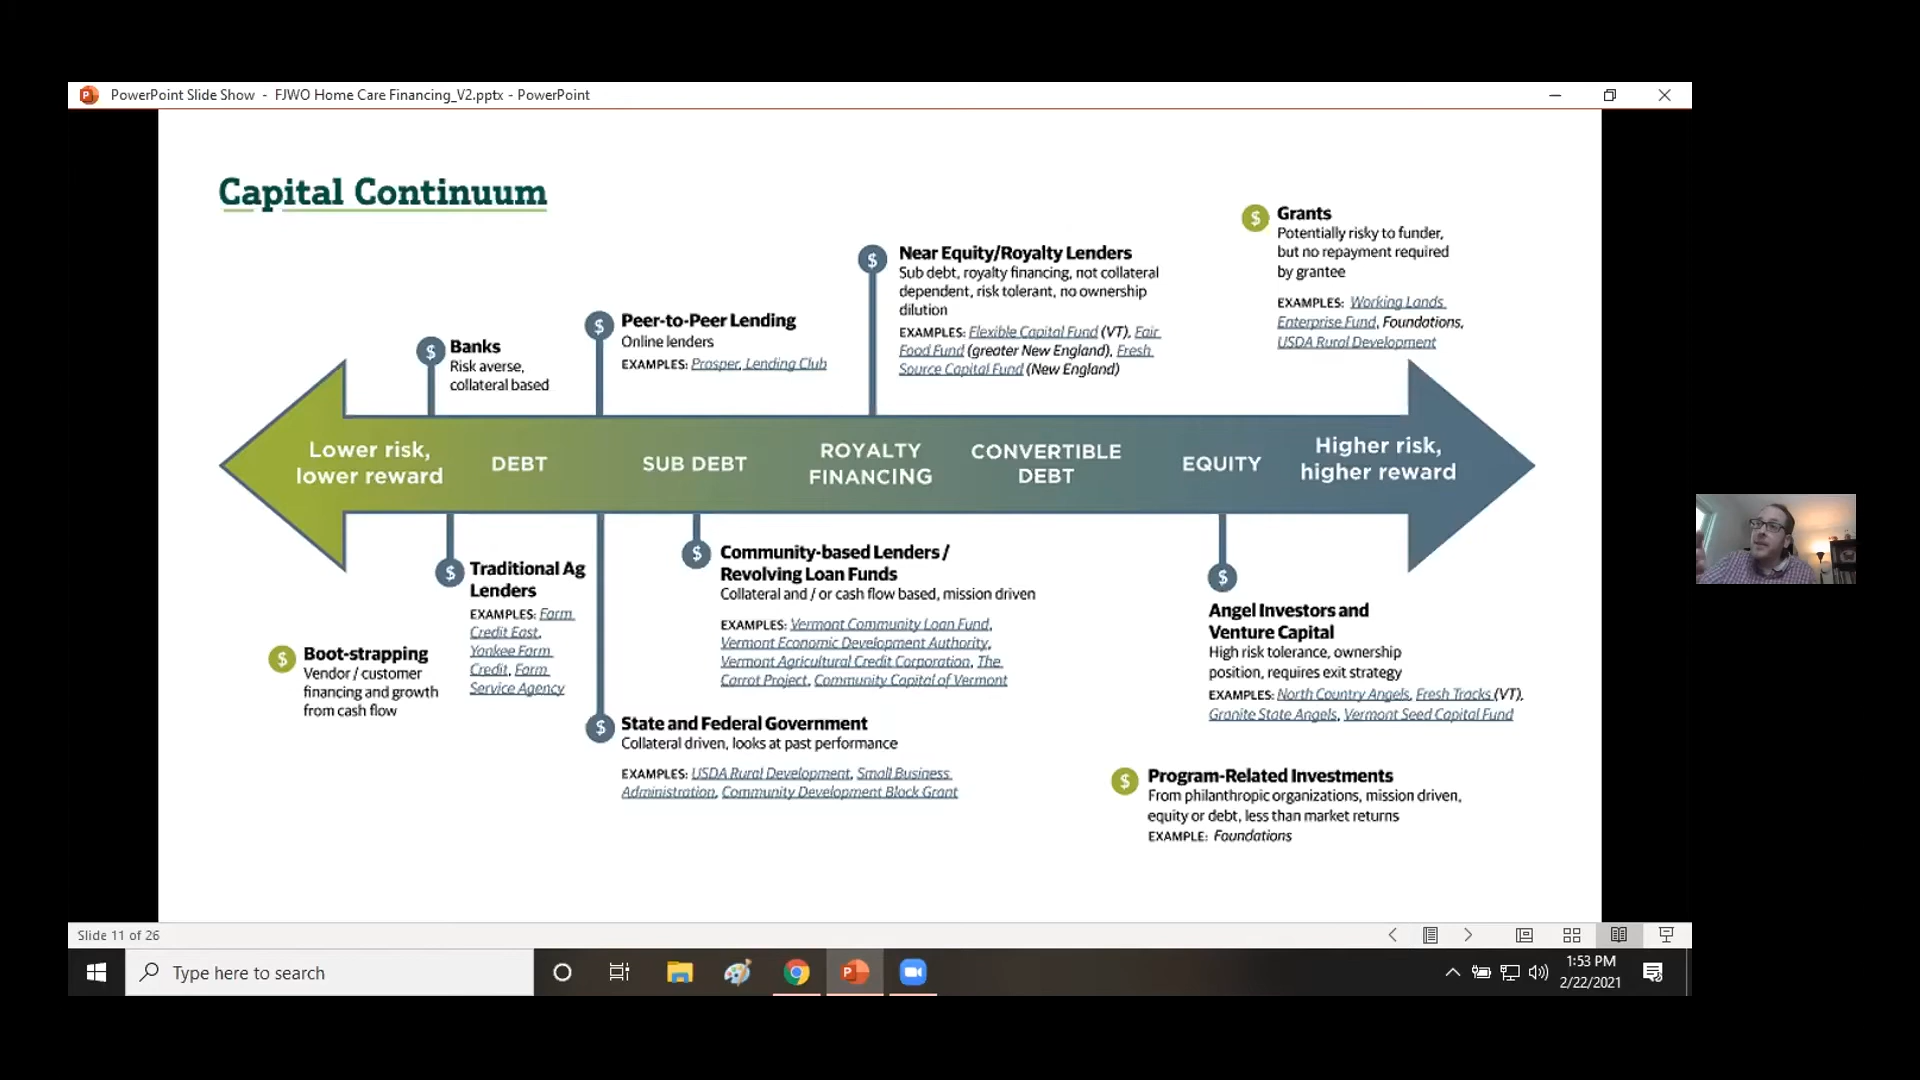 PowerPoint Slide Show - FJWO Home Care Financing_V2.pptx - PowerPoint
Capital Continuum
Grants
Potentially risky to funder,
but no repayment required
by grantee
EXAMPLES: Working Lands
Enterprise Fund, Foundations,
USDA Rural Development
Near Equity/Royalty Lenders
Sub debt, royalty financing, not collateral
dependent, risk tolerant, no ownership
dilution
EXAMPLES: Flexible Capital Fund (VT), Fair
Food Fund (greater New England), Fresh
Source Capital Fund (New England)
Peer-to-Peer Lending
Online lenders
EXAMPLES: Prosper, Lending Club
Banks
Risk averse,
collateral based
Lower risk,
lower reward
DEBT
SUB DEBT
ROYALTY
FINANCING
CONVERTIBLE
DEBT
EQUITY
Higher risk,
higher reward
Traditional Ag
Lenders
EXAMPLES: Farm
Credit East,
Yankee Farm
Credit, Farm
Service Agency
Boot-strapping
Vendor / customer
financing and growth
from cash flow
Community-based Lenders /
Revolving Loan Funds
Collateral and / or cash flow based, mission driven
EXAMPLES: Vermont Community Loan Fund,
Vermont Economic Development Authority,
Vermont Agricultural Credit Corporation, The
Carrot Project, Community Capital of Vermont
State and Federal Government
Collateral driven, looks at past performance
EXAMPLES: USDA Rural Development, Small Business
Administration, Community Development Block Grant
Angel Investors and
Venture Capital
High risk tolerance, ownership
position, requires exit strategy
EXAMPLES: North Country Angels, Fresh Tracks (VT),
Granite State Angels, Vermont Seed Capital Fund
Program-Related Investments
From philanthropic organizations, mission driven,
equity or debt, less than market returns
EXAMPLE: Foundations
Slide 11 of 26
Type here to search
1:53 PM
2/22/2021